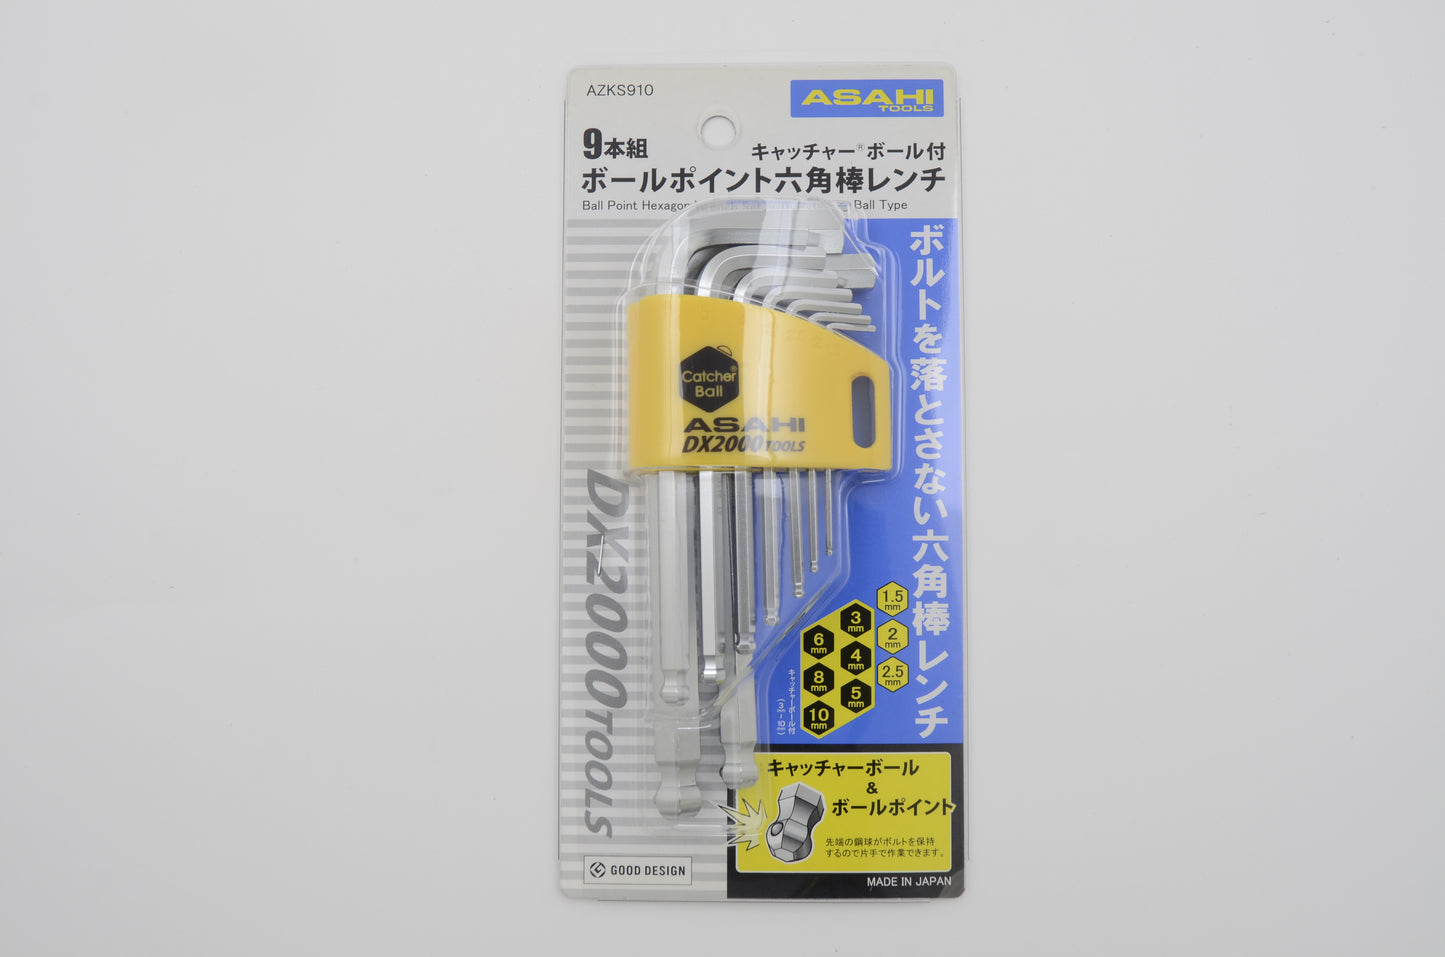 AZKS910
ASAHI
TOOLS
9本組
キャッチャー®ボール付
ボールポイント六角棒レンチ
Ball Point Hexagon
Ball Type
ボルトを落とさない六角棒レンチ
Catcher®
Ball
ASAHI
DX2000TOOLS
DX2000TOOLS
1.5
mm
2
mm
2.5
mm
3
mm
4
mm
5
mm
6
mm
8
mm
10
mm
キャッチャーボール付
(3mm~10mm)
キャッチャーボール
&
ボールポイント
先端の鋼球がボルトを保持
するので片手で作業できます。
GOOD DESIGN
MADE IN JAPAN